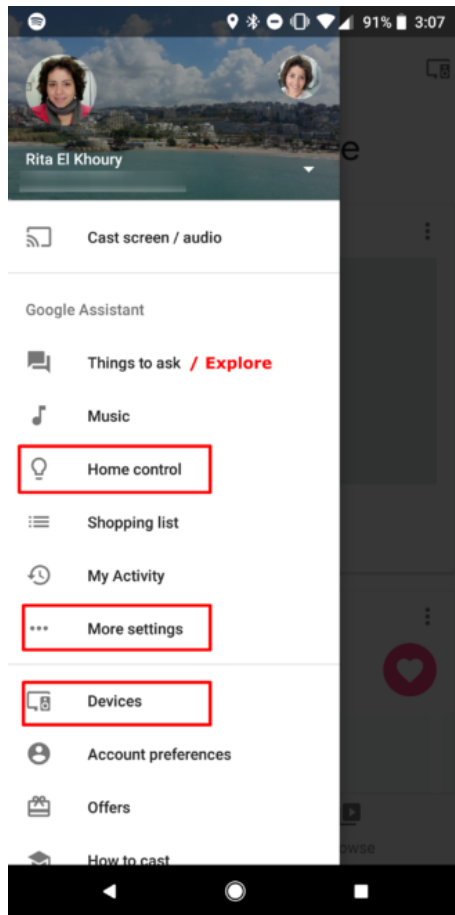 91% 3:07
Rita El Khoury
Cast screen / audio
Google Assistant
Things to ask / Explore
Music
Home control
Shopping list
My Activity
More settings
Devices
Account preferences
Offers
How to cast
e
owse